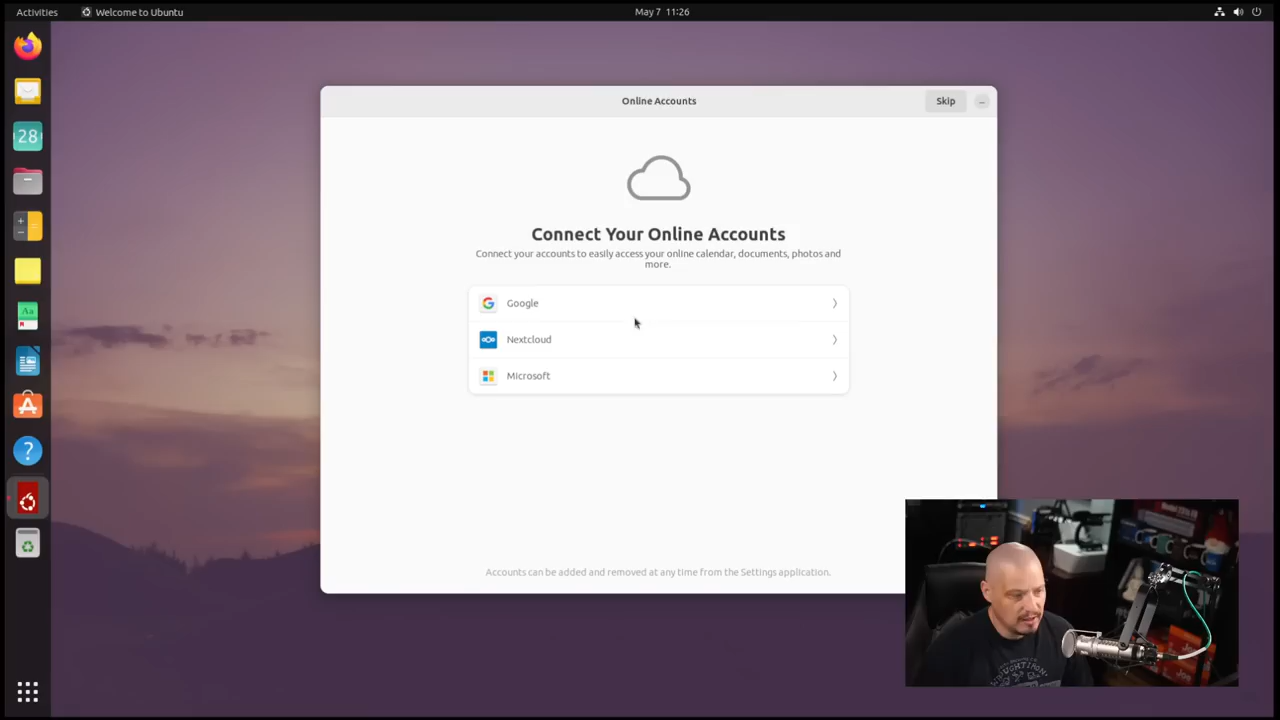 Activities
Welcome to Ubuntu
May 7 11:26
Online Accounts
Skip
28
Connect Your Online Accounts
Connect your accounts to easily access your online calendar, documents, photos and
more.
Google
Nextcloud
Microsoft
Aa
?
Accounts can be added and removed at any time from the Settings application.